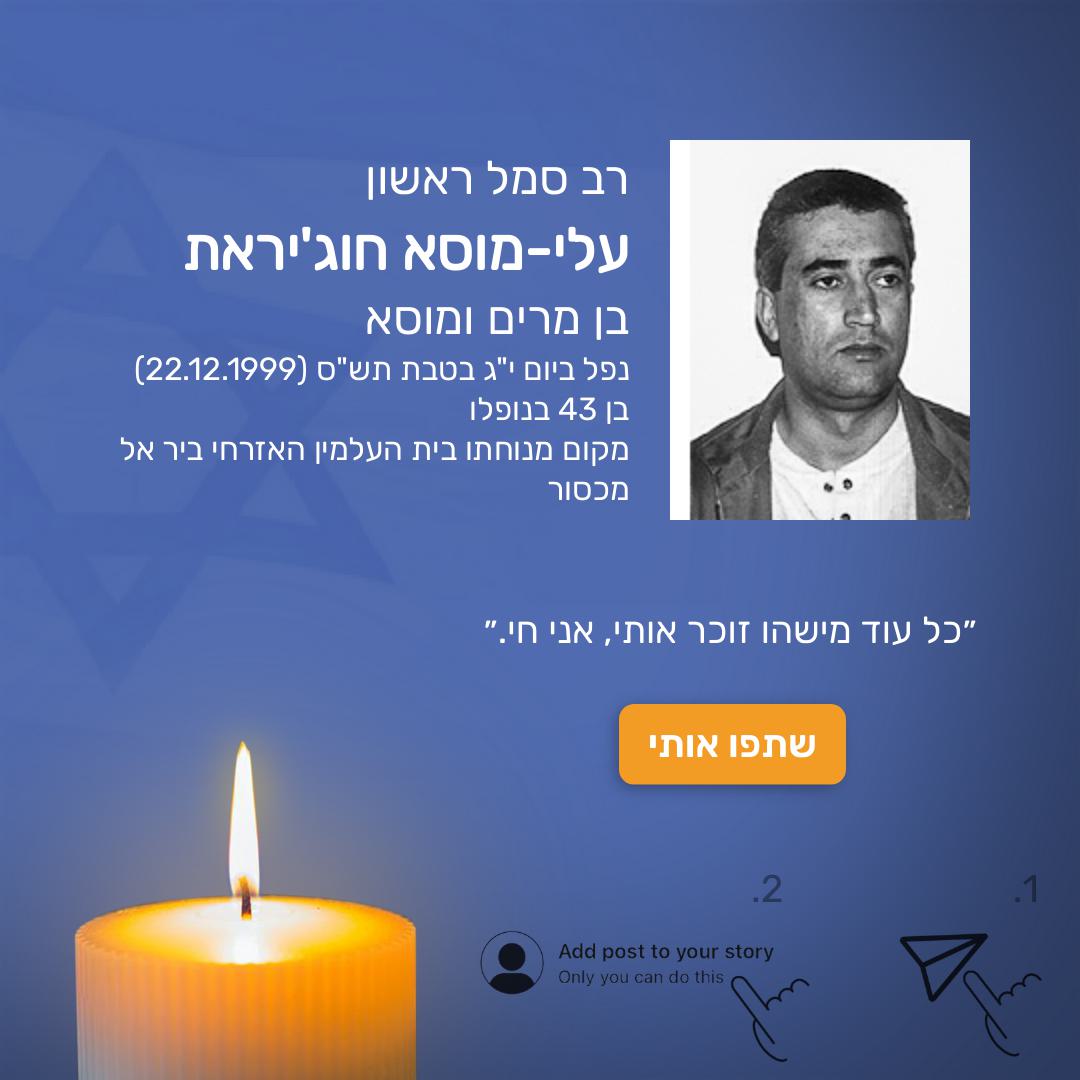 רב סמל ראשון
עלי-מוסא חוג'יראת
בן מרים ומוסא
נפל ביום י"ג בטבת תש"ס (22.12.1999)
בן 43 בנופלו
מקום מנוחתו בית העלמין האזרחי ביר אל
מכסור
״כל עוד מישהו זוכר אותי, אני חי.״
שתפו אותי
1.
2.
Add post to your story
Only you can do this